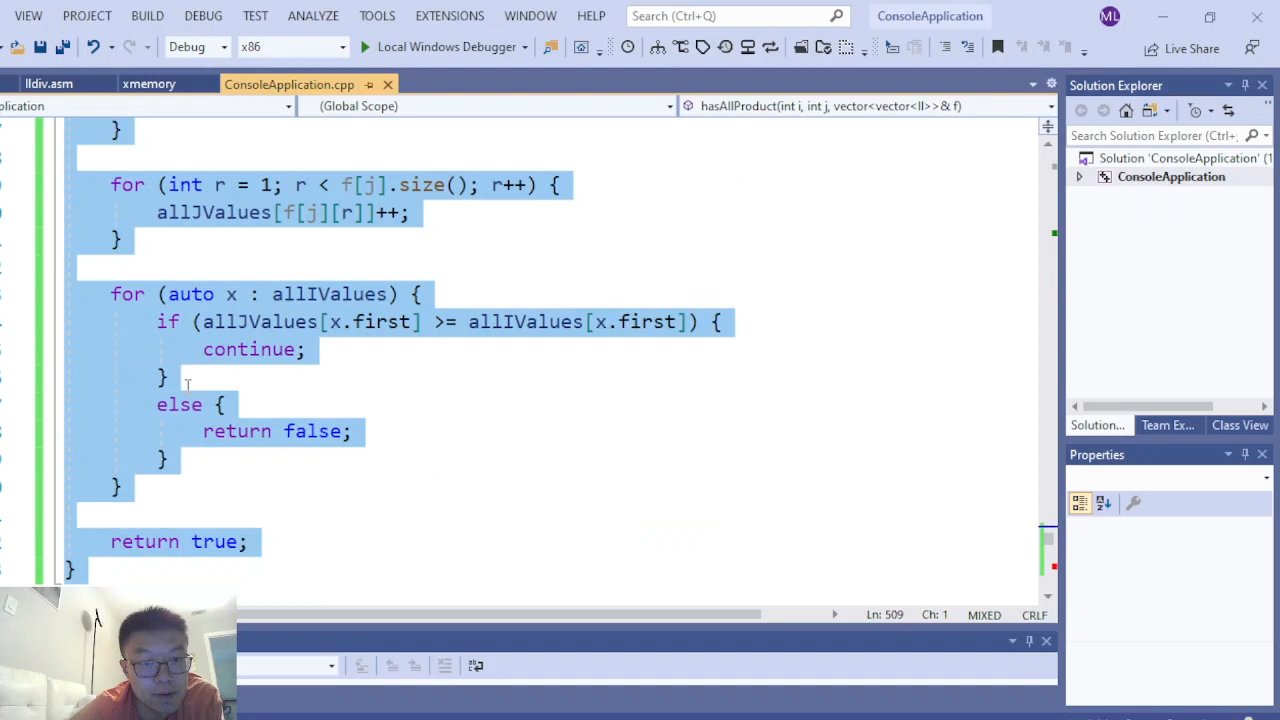 VIEW PROJECT BUILD DEBUG TEST ANALYZE TOOLS EXTENSIONS WINDOW HELP Search (Ctrl+Q) ConsoleApplication ML
Debug x86 Local Windows Debugger Live Share
lldiv.asm xmemory ConsoleApplication.cpp
plication (Global Scope) hasAllProduct(int i, int j, vector<vector<ll>>& f)
}
for (int r = 1; r < f[j].size(); r++) {
allJValues[f[j][r]]++;
}
for (auto x : allIValues) {
if (allJValues[x.first] >= allIValues[x.first]) {
continue;
}
else {
return false;
}
}
return true;
}
Ln: 509 Ch: 1 MIXED CRLF
Solution Explorer
Search Solution Explorer (Ctrl+;
Solution 'ConsoleApplication' (1
ConsoleApplication
Solution... Team Ex... Class View
Properties